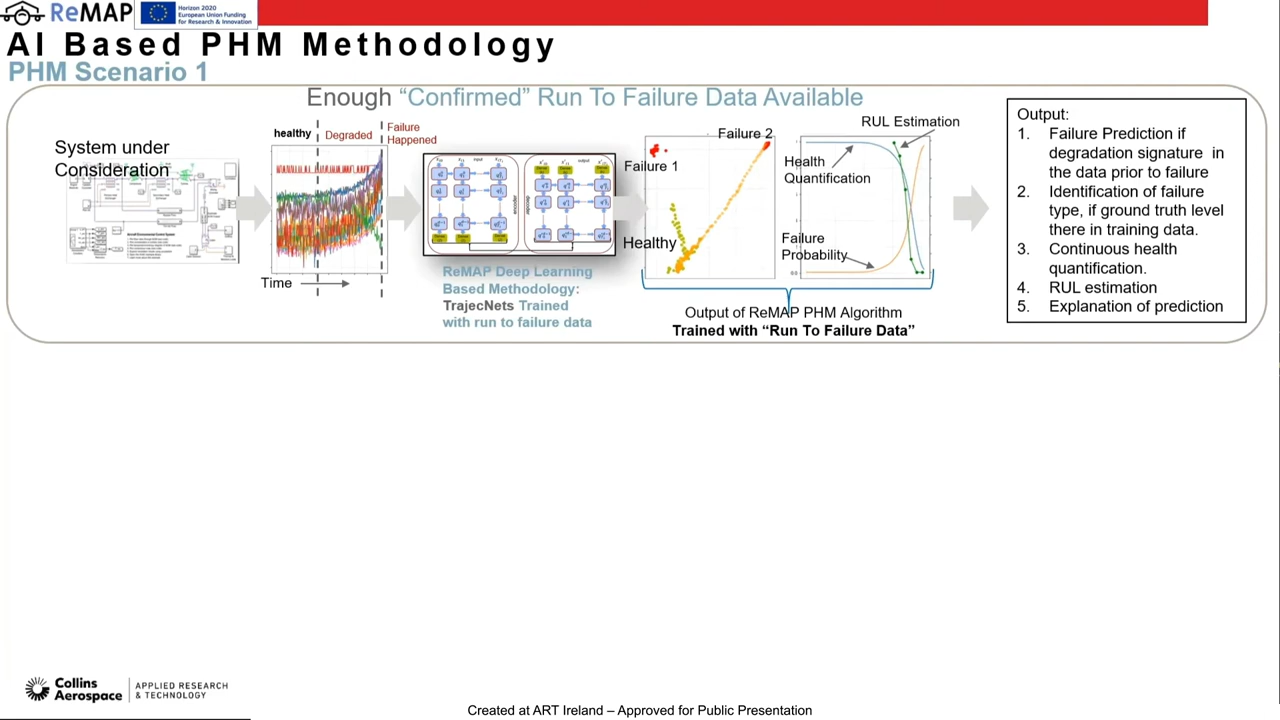 ReMAP
Horizon 2020
European Union Funding
for Research & Innovation
AI Based PHM Methodology
PHM Scenario 1
Enough “Confirmed” Run To Failure Data Available
System under
Consideration
healthy
Degraded
Failure
Happened
Time
input
output
encoder
decoder
ReMAP Deep Learning
Based Methodology:
TrajecNets Trained
with run to failure data
Failure 2
Failure 1
Healthy
RUL Estimation
Health
Quantification
Failure
Probability
Output of ReMAP PHM Algorithm
Trained with “Run To Failure Data”
Output:
1. Failure Prediction if
degradation signature in
the data prior to failure
2. Identification of failure
type, if ground truth level
there in training data.
3. Continuous health
quantification.
4. RUL estimation
5. Explanation of prediction
Collins
Aerospace
APPLIED RESEARCH
& TECHNOLOGY
Created at ART Ireland – Approved for Public Presentation